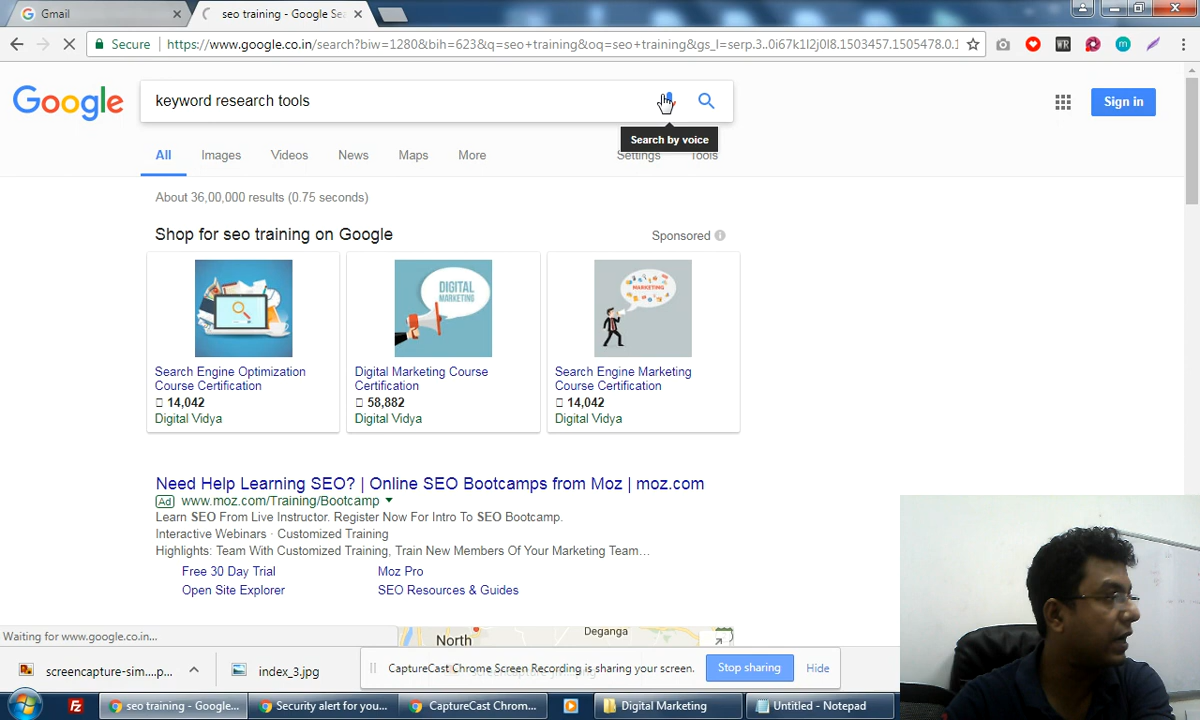 Gmail
seo training - Google Sea
Secure
https://www.google.co.in/search?biw=1280&bih=623&q=seo+training&oq=seo+training&gs_l=serp.3..0i67k1l2j0l8.1503457.1505478.0.1
WR
m
Google
keyword research tools
Sign in
Search by voice
All
Images
Videos
News
Maps
More
Settings
Tools
About 36,00,000 results (0.75 seconds)
Shop for seo training on Google
Sponsored
DIGITAL
MARKETING
MARKETING
Search Engine Optimization
Course Certification
14,042
Digital Vidya
Digital Marketing Course
Certification
58,882
Digital Vidya
Search Engine Marketing
Course Certification
14,042
Digital Vidya
Need Help Learning SEO? | Online SEO Bootcamps from Moz | moz.com
Ad www.moz.com/Training/Bootcamp
Learn SEO From Live Instructor. Register Now For Intro To SEO Bootcamp.
Interactive Webinars · Customized Training
Highlights: Team With Customized Training, Train New Members Of Your Marketing Team…
Free 30 Day Trial
Moz Pro
Open Site Explorer
SEO Resources & Guides
Waiting for www.google.co.in...
North
Deganga
screencapture-sim....p...
index_3.jpg
CaptureCast Chrome Screen Recording is sharing your screen.
Stop sharing
Hide
Fz
seo training - Google...
Security alert for you...
CaptureCast Chrom...
Digital Marketing
Untitled - Notepad